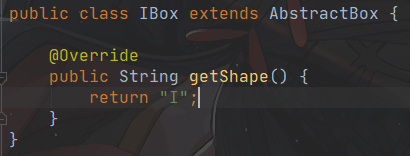 public class IBox extends AbstractBox {
@Override
public String getShape() {
return "I";
}
}